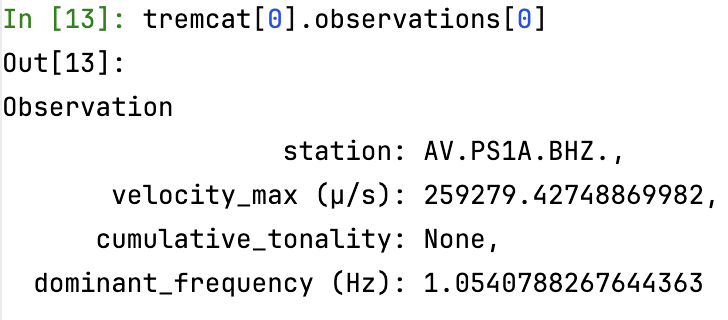 In [13]: tremcat[0].observations[0]
Out[13]:
Observation
station: AV.PS1A.BHZ.,
velocity_max (μ/s): 259279.42748869982,
cumulative_tonality: None,
dominant_frequency (Hz): 1.0540788267644363